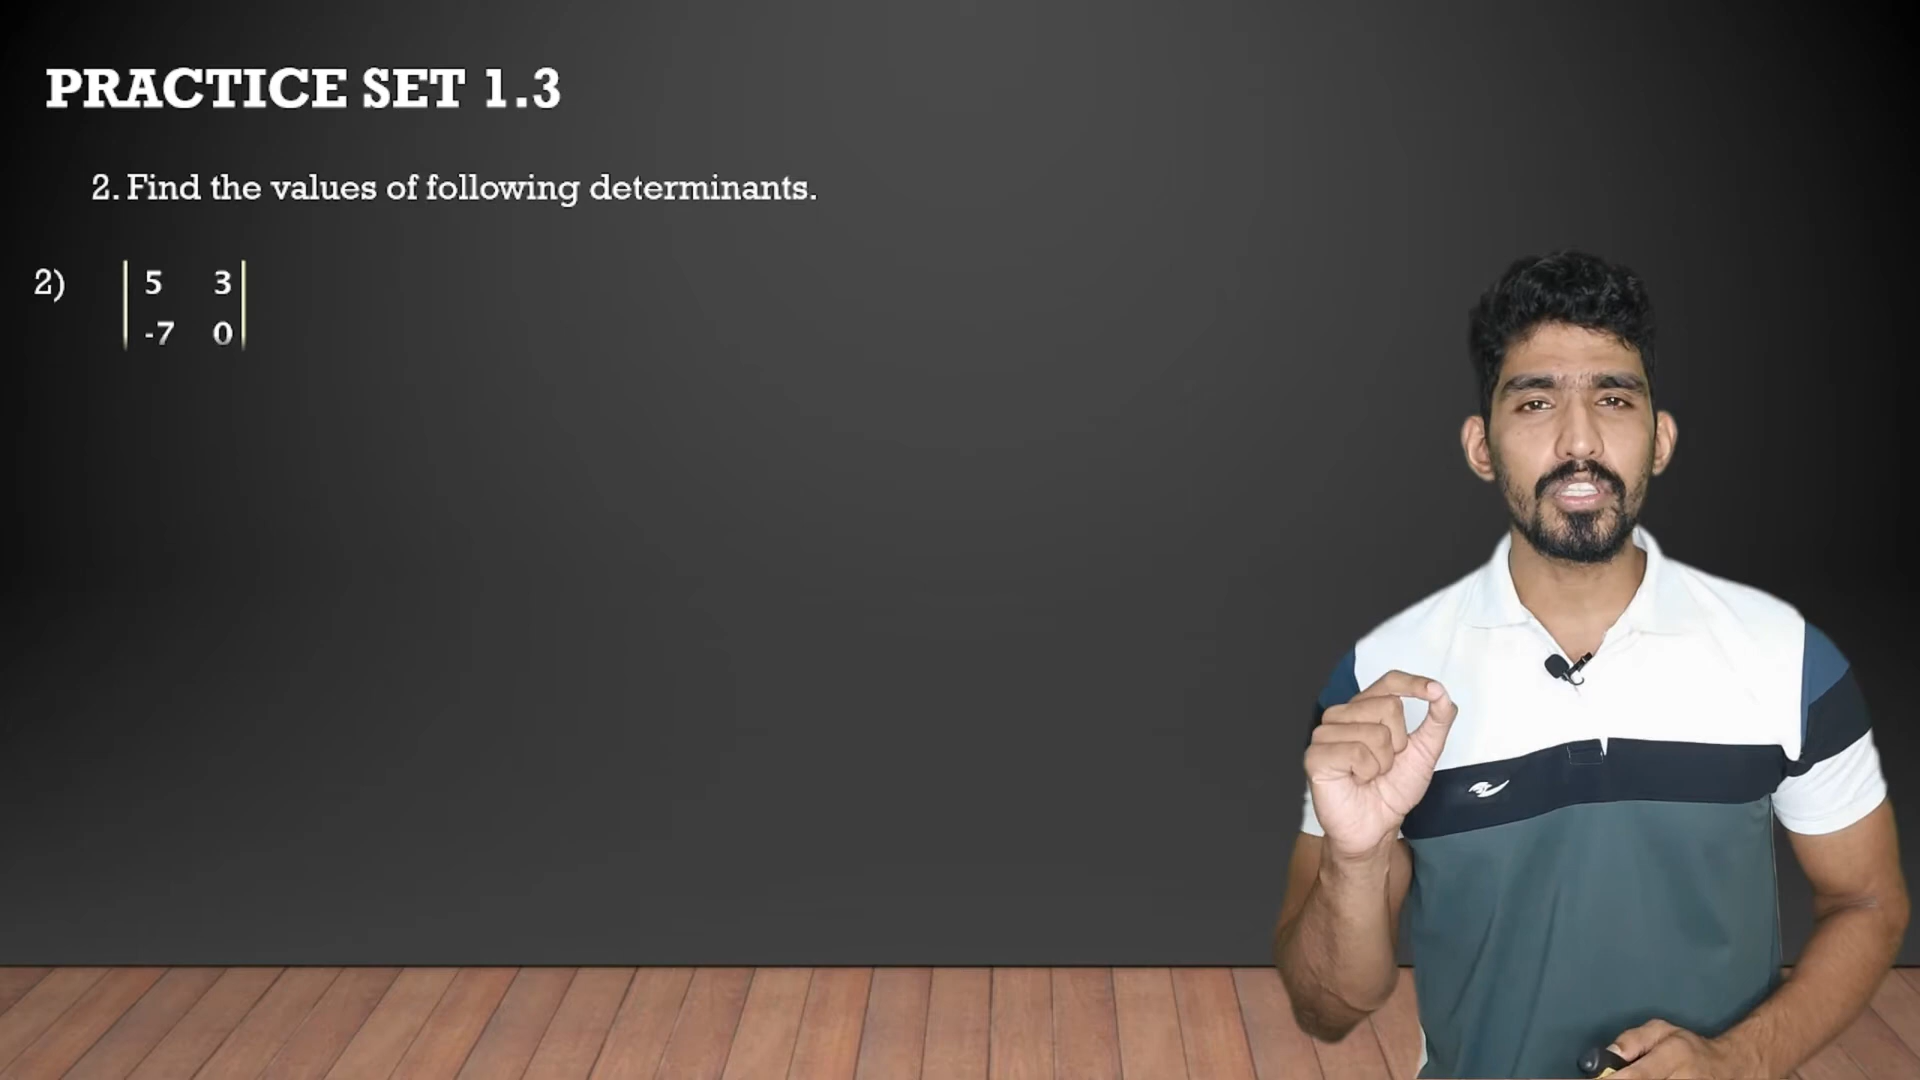 PRACTICE SET 1.3
2. Find the values of following determinants.
2) | 5 3 |
| -7 0 |